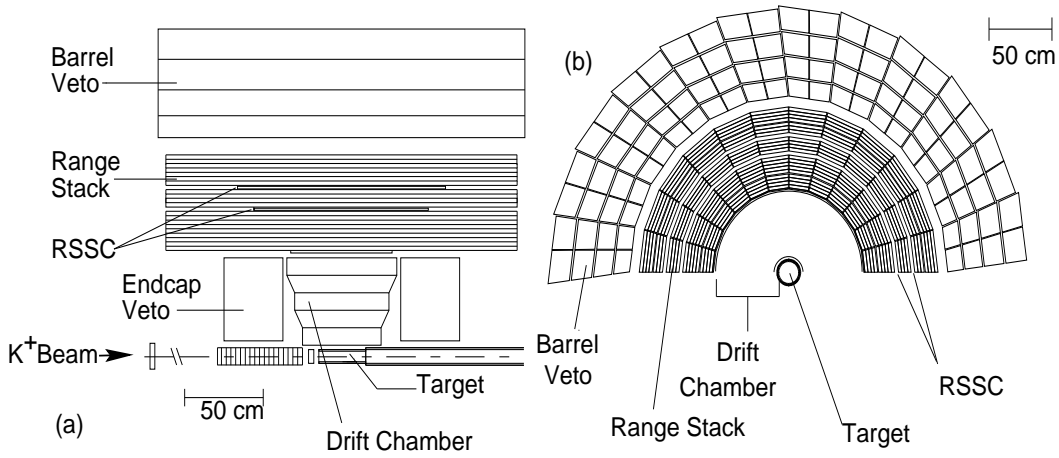 Barrel
Veto
Range
Stack
RSSC
Endcap
Veto
K+Beam
50 cm
Target
(a)
Drift Chamber
(b)
50 cm
Barrel
Veto
Drift
Chamber
RSSC
Range Stack
Target